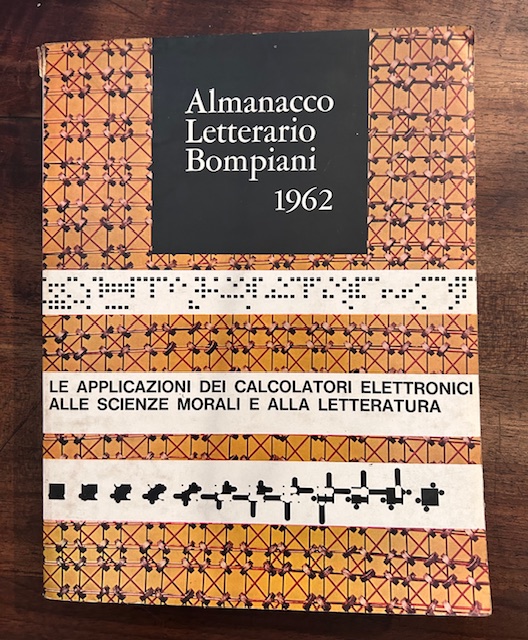 Almanacco
Letterario
Bompiani
1962
LE APPLICAZIONI DEI CALCOLATORI ELETTRONICI
ALLE SCIENZE MORALI E ALLA LETTERATURA